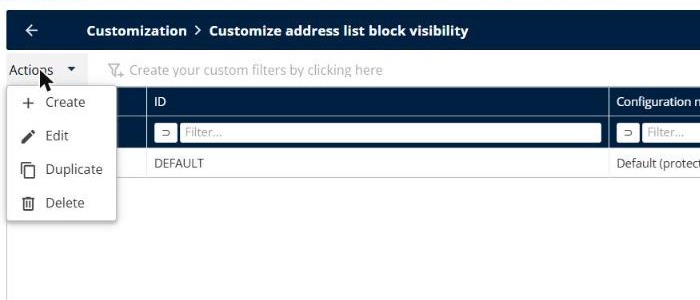 Customization > Customize address list block visibility
Actions
Create your custom filters by clicking here
Create
Edit
Duplicate
Delete
ID
Configuration
Filter...
Filter...
DEFAULT
Default